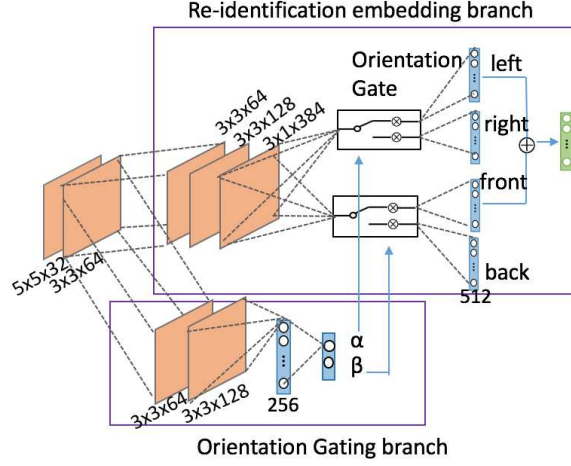 Re-identification embedding branch
Orientation
Gate
left
right
front
back
512
3x3x64
3x3x128
3x1x384
5x5x32
3x3x64
α
β
3x3x64
3x3x128
256
Orientation Gating branch